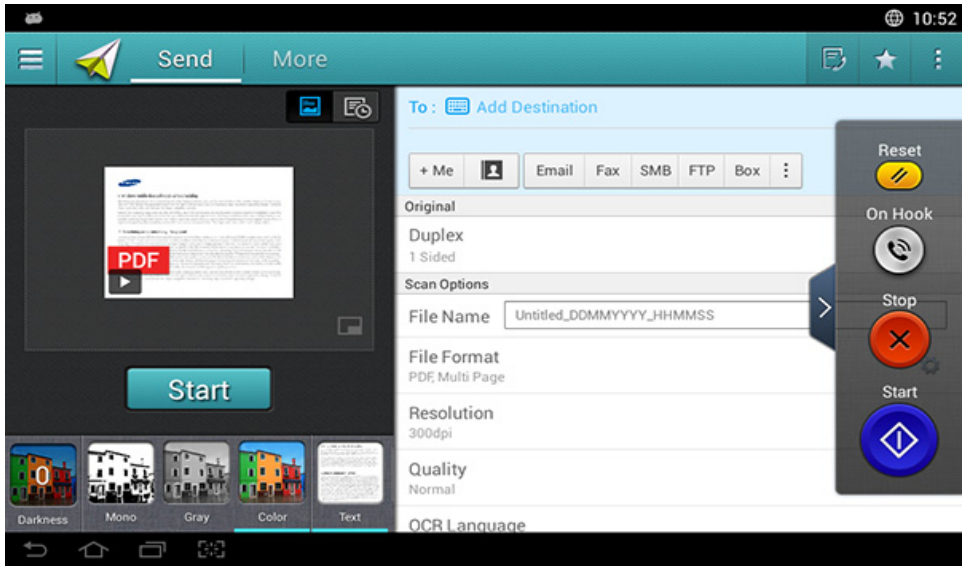 10:52
Send
More
To : Add Destination
+ Me
Email
Fax
SMB
FTP
Box
Original
Duplex
1 Sided
Scan Options
File Name
Untitled_DDMMYYYY_HHMMSS
File Format
PDF, Multi Page
Resolution
300dpi
Quality
Normal
OCR Language
PDF
Start
0
Darkness
Mono
Gray
Color
Text
Reset
On Hook
Stop
Start